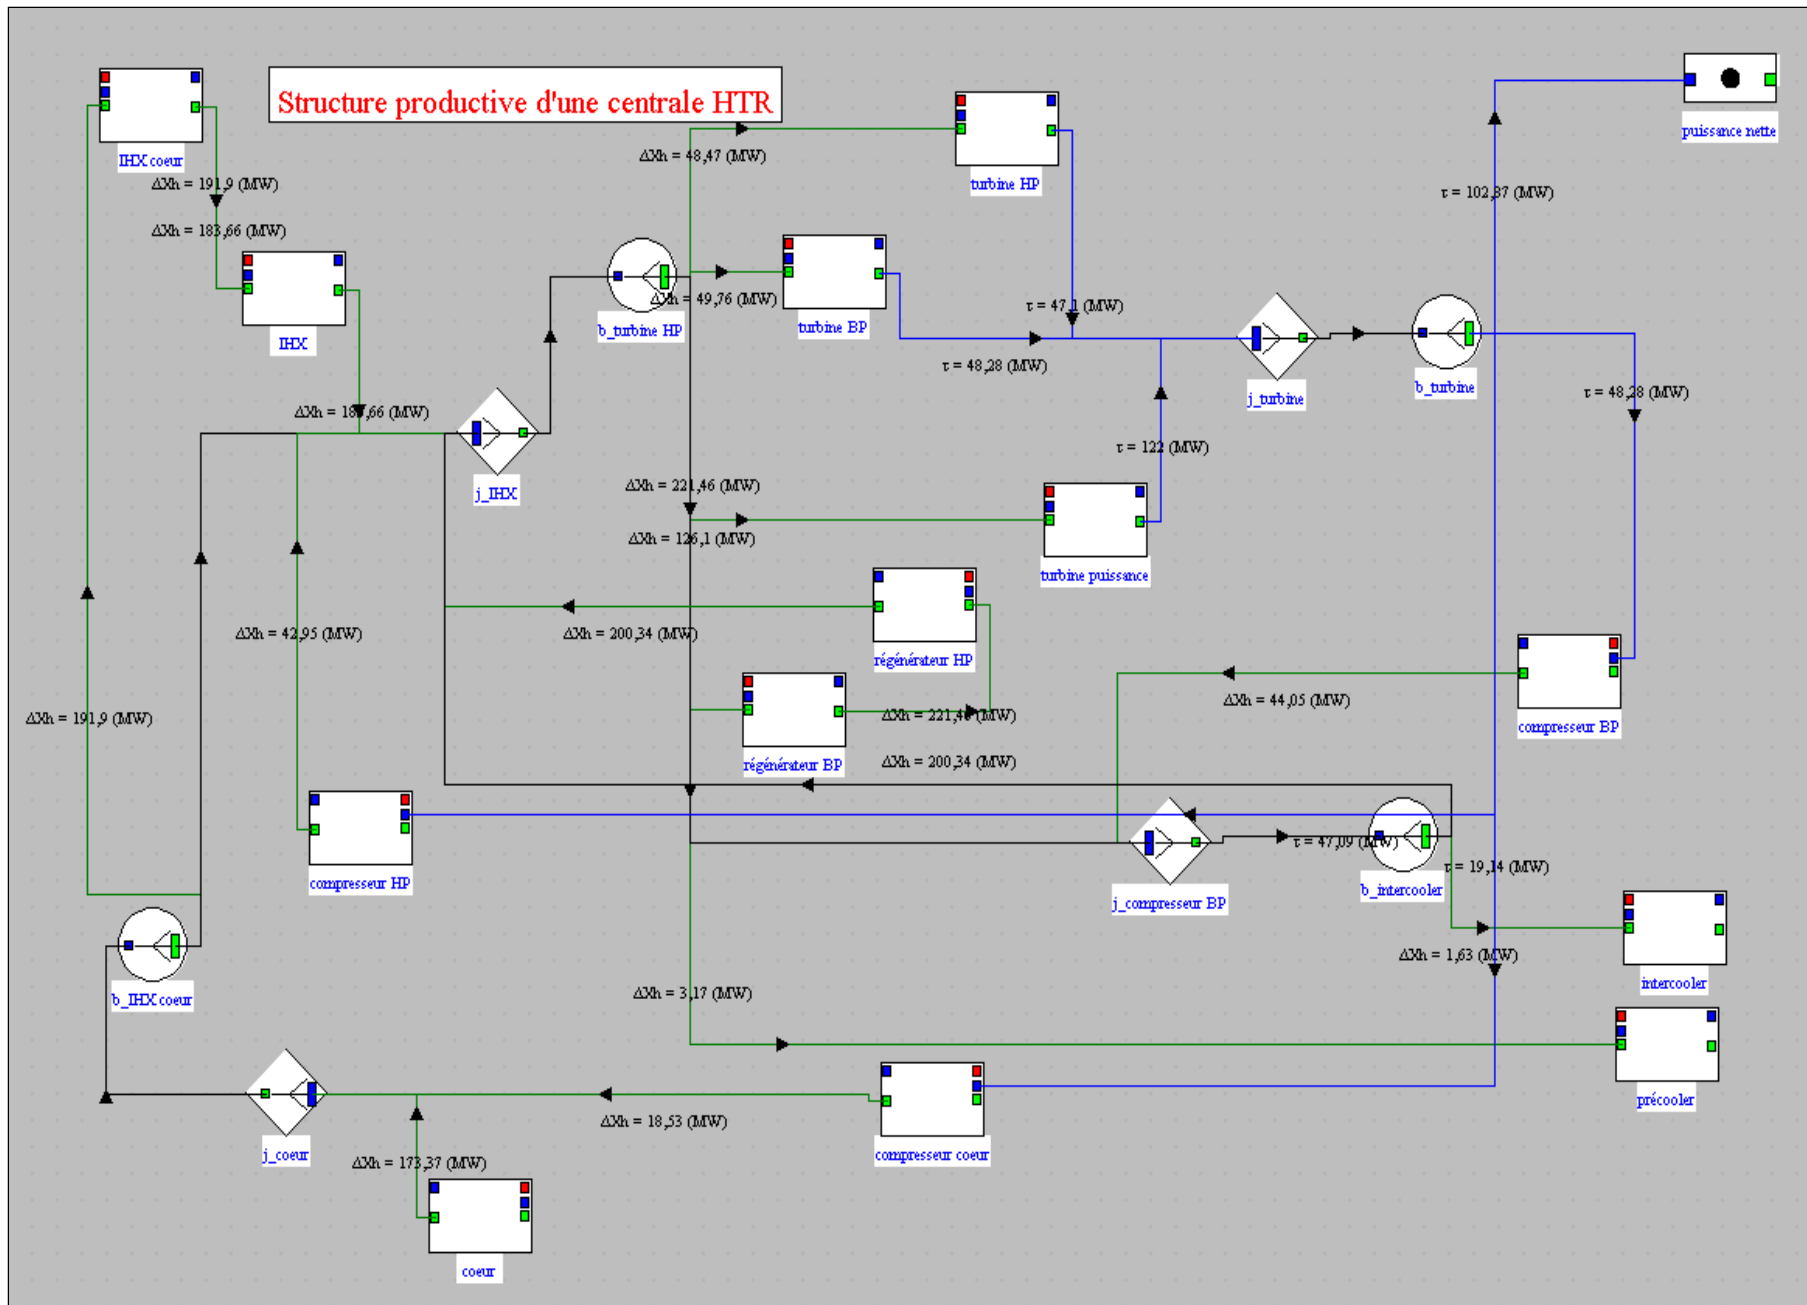 Structure productive d'une centrale HTR
puissance nette
IHX coeur
ΔXh = 48,47 (MW)
turbine HP
ΔXh = 191,9 (MW)
τ = 102,87 (MW)
ΔXh = 183,66 (MW)
IHX
b_turbine HP
ΔXh = 49,76 (MW)
turbine BP
τ = 47,1 (MW)
τ = 48,28 (MW)
j_turbine
b_turbine
τ = 48,28 (MW)
(MW)
j_IHX
τ = 122 (MW)
ΔXh = 221,46 (MW)
ΔXh = 126,1 (MW)
turbine puissance
ΔXh = 42,95 (MW)
ΔXh = 200,34 (MW)
régénérateur HP
ΔXh = 191,9 (MW)
ΔXh = 44,05 (MW)
compresseur BP
ΔXh = 221,46 (MW)
régénérateur BP
ΔXh = 200,34 (MW)
compresseur HP
τ = 47,09 (MW)
τ = 19,14 (MW)
j_compresseur BP
b_intercooler
ΔXh = 1,63 (MW)
intercooler
b_IHX coeur
ΔXh = 3,17 (MW)
précooler
ΔXh = 18,53 (MW)
j_coeur
compresseur coeur
ΔXh = 173,37 (MW)
coeur